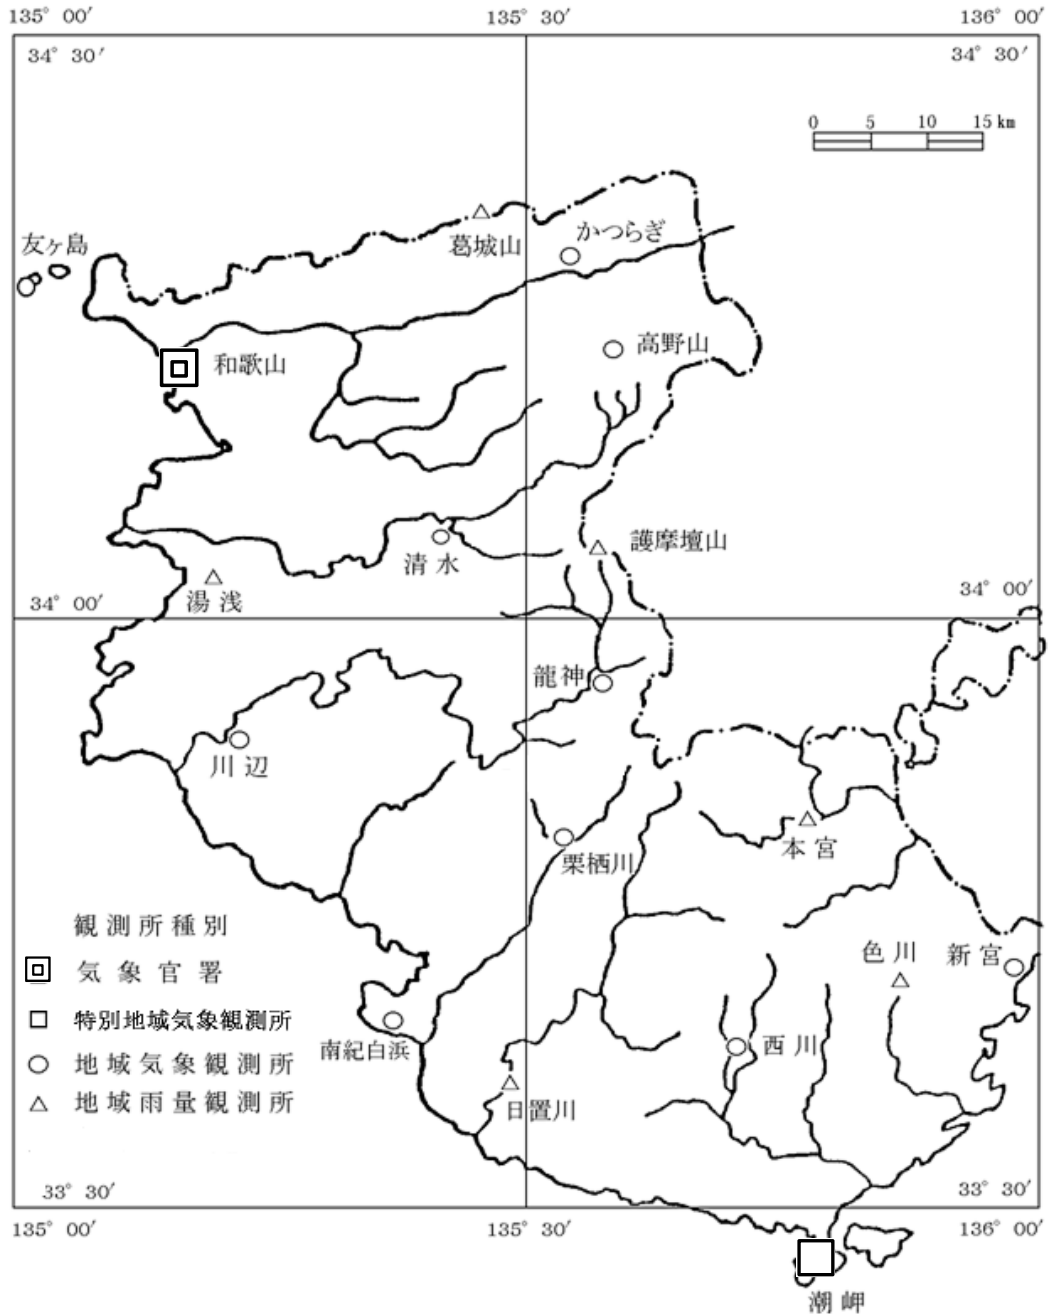 135° 00′
135° 30′
136° 00′
34° 30′
34° 30′
0 5 10 15 km
友ヶ島
葛城山
かつらぎ
和歌山
高野山
清水
護摩壇山
湯浅
34° 00′
34° 00′
龍神
川辺
本宮
栗栖川
観測所種別
気象官署
特別地域気象観測所
地域気象観測所
地域雨量観測所
色川
新宮
南紀白浜
西川
日置川
33° 30′
33° 30′
135° 00′
135° 30′
136° 00′
潮岬